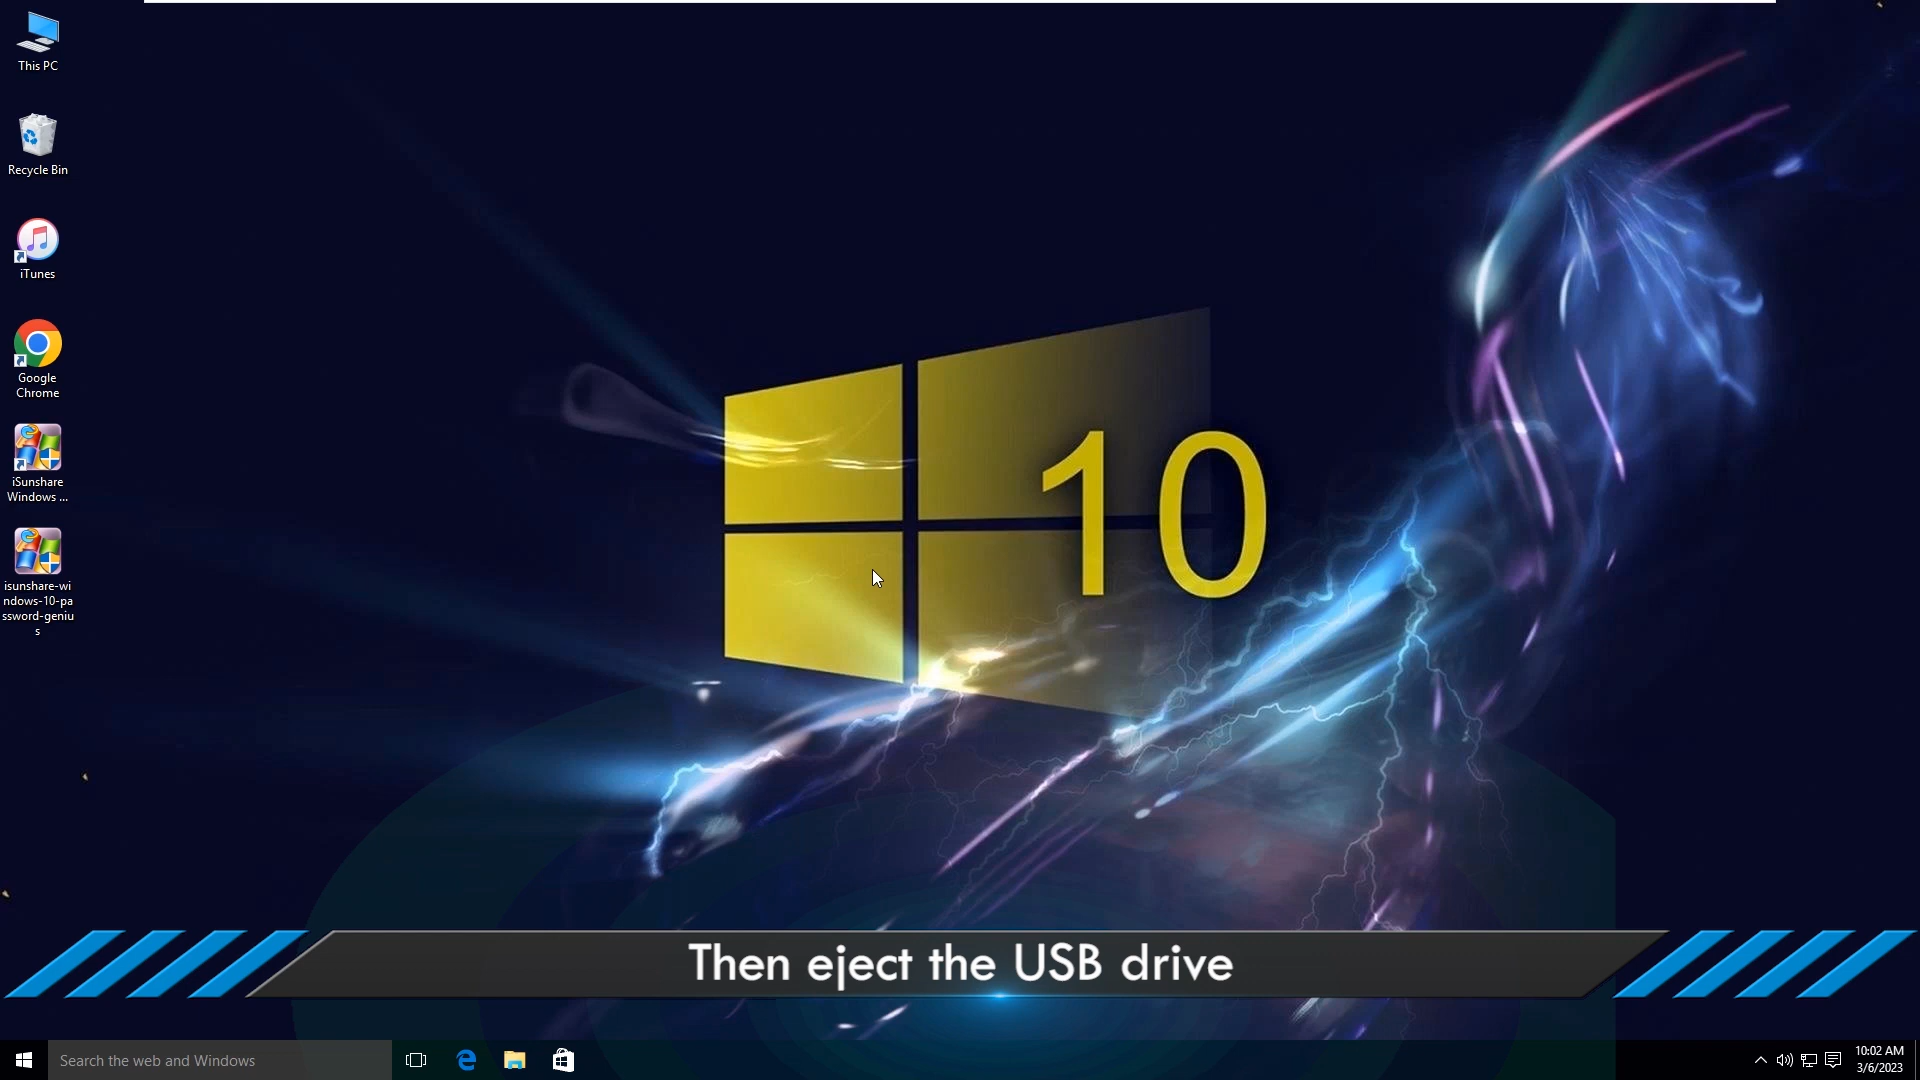 This PC
Recycle Bin
iTunes
Google
Chrome
iSunshare
Windows ...
isunshare-wi
ndows-10-pa
ssword-geniu
s
10
Then eject the USB drive
Search the web and Windows
10:02 AM
3/6/2023